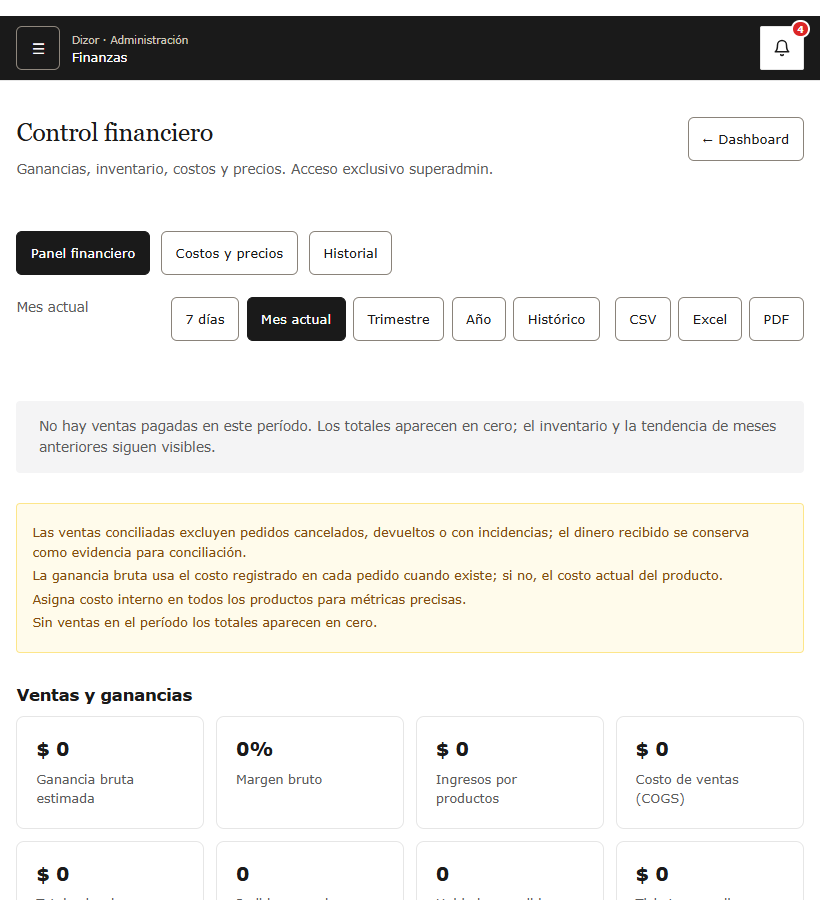 ☰
Dizor · Administración
Finanzas
4
Control financiero
← Dashboard
Ganancias, inventario, costos y precios. Acceso exclusivo superadmin.
Panel financiero
Costos y precios
Historial
Mes actual
7 días
Mes actual
Trimestre
Año
Histórico
CSV
Excel
PDF
No hay ventas pagadas en este período. Los totales aparecen en cero; el inventario y la tendencia de meses
anteriores siguen visibles.
Las ventas conciliadas excluyen pedidos cancelados, devueltos o con incidencias; el dinero recibido se conserva
como evidencia para conciliación.
La ganancia bruta usa el costo registrado en cada pedido cuando existe; si no, el costo actual del producto.
Asigna costo interno en todos los productos para métricas precisas.
Sin ventas en el período los totales aparecen en cero.
Ventas y ganancias
$ 0
Ganancia bruta
estimada
0%
Margen bruto
$ 0
Ingresos por
productos
$ 0
Costo de ventas
(COGS)
$ 0
0
0
$ 0